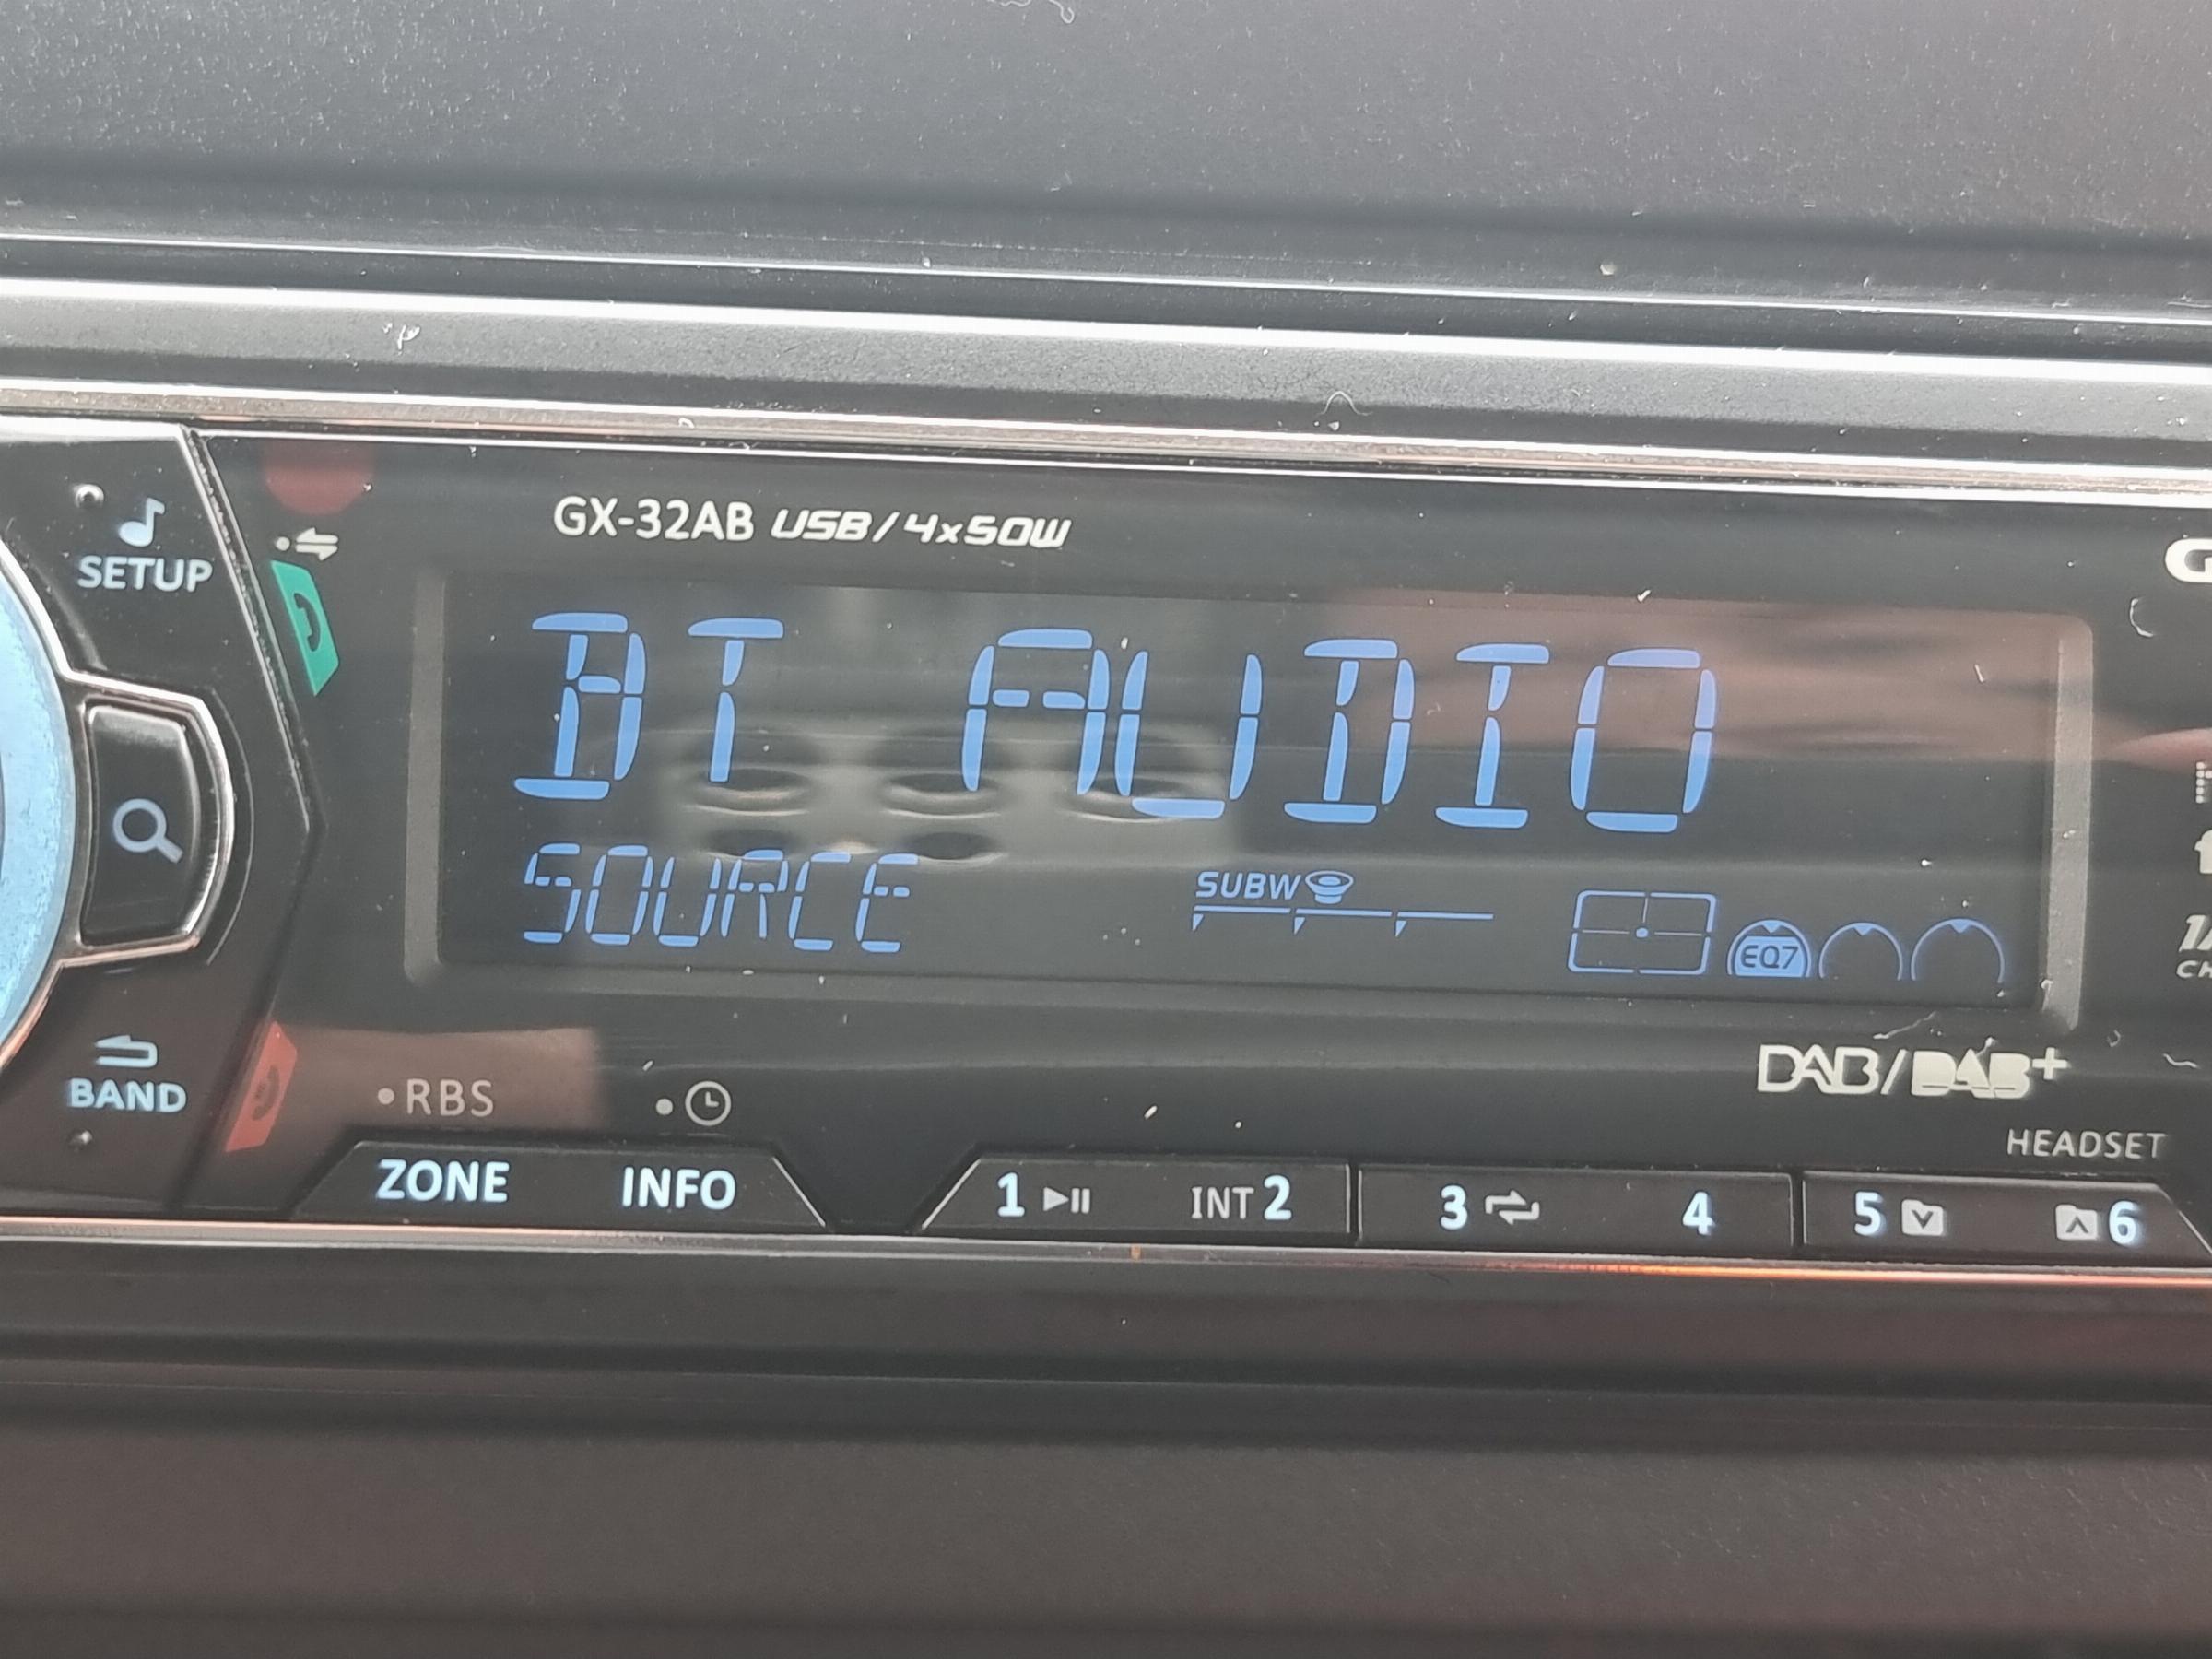 GX-32AB USB/4x50W
SETUP
BT AUDIO
SOURCE
SUBW
EQ7
DAB/DAB+
BAND
RBS
HEADSET
ZONE INFO 1 INT 2 3 4 5 6